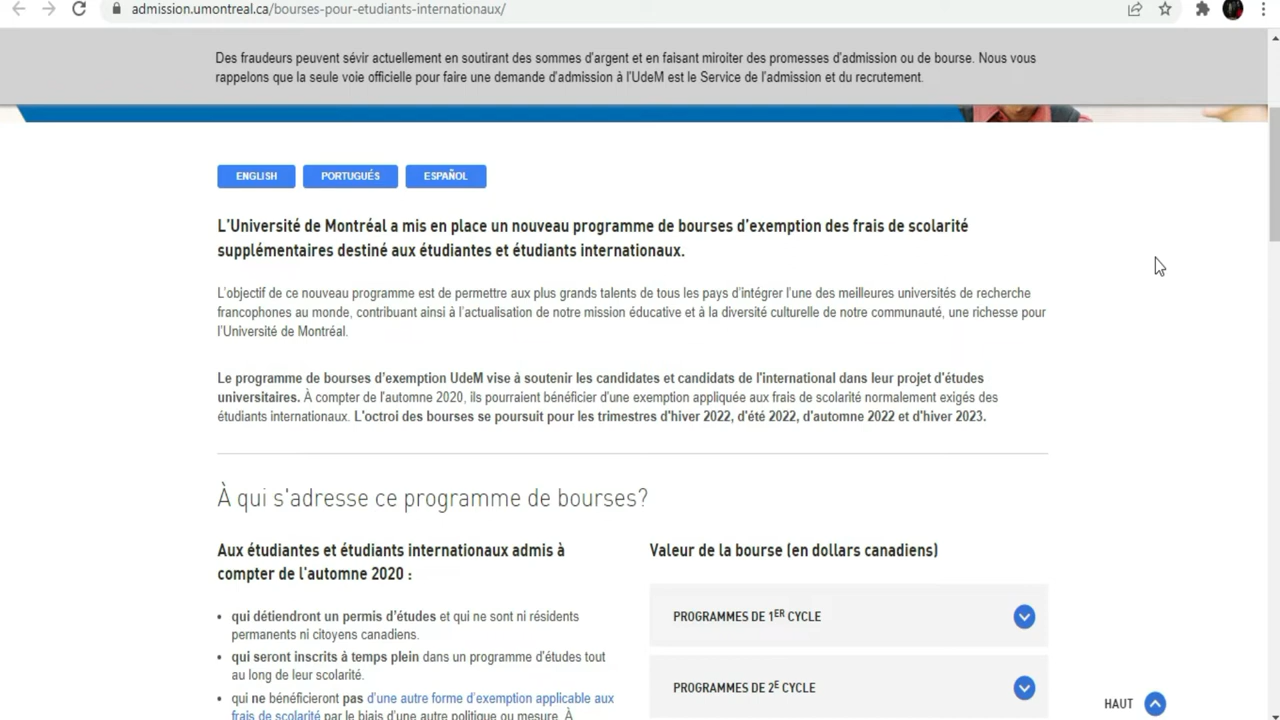 admission.umontreal.ca/bourses-pour-etudiants-internationaux/
Des fraudeurs peuvent sévir actuellement en soutirant des sommes d'argent et en faisant miroiter des promesses d'admission ou de bourse. Nous vous
rappelons que la seule voie officielle pour faire une demande d'admission à l'UdeM est le Service de l'admission et du recrutement.
ENGLISH PORTUGUÉS ESPAÑOL
L'Université de Montréal a mis en place un nouveau programme de bourses d'exemption des frais de scolarité
supplémentaires destiné aux étudiantes et étudiants internationaux.
L'objectif de ce nouveau programme est de permettre aux plus grands talents de tous les pays d'intégrer l'une des meilleures universités de recherche
francophones au monde, contribuant ainsi à l'actualisation de notre mission éducative et à la diversité culturelle de notre communauté, une richesse pour
l'Université de Montréal.
Le programme de bourses d'exemption UdeM vise à soutenir les candidates et candidats de l'international dans leur projet d'études
universitaires. À compter de l'automne 2020, ils pourraient bénéficier d'une exemption appliquée aux frais de scolarité normalement exigés des
étudiants internationaux. L'octroi des bourses se poursuit pour les trimestres d'hiver 2022, d'été 2022, d'automne 2022 et d'hiver 2023.
À qui s'adresse ce programme de bourses?
Aux étudiantes et étudiants internationaux admis à
compter de l'automne 2020 :
• qui détiendront un permis d'études et qui ne sont ni résidents
permanents ni citoyens canadiens.
• qui seront inscrits à temps plein dans un programme d'études tout
au long de leur scolarité.
• qui ne bénéficieront pas d'une autre forme d'exemption applicable aux
frais de scolarité par le biais d'une autre politique ou mesure. À
Valeur de la bourse (en dollars canadiens)
PROGRAMMES DE 1ER CYCLE
PROGRAMMES DE 2E CYCLE
HAUT